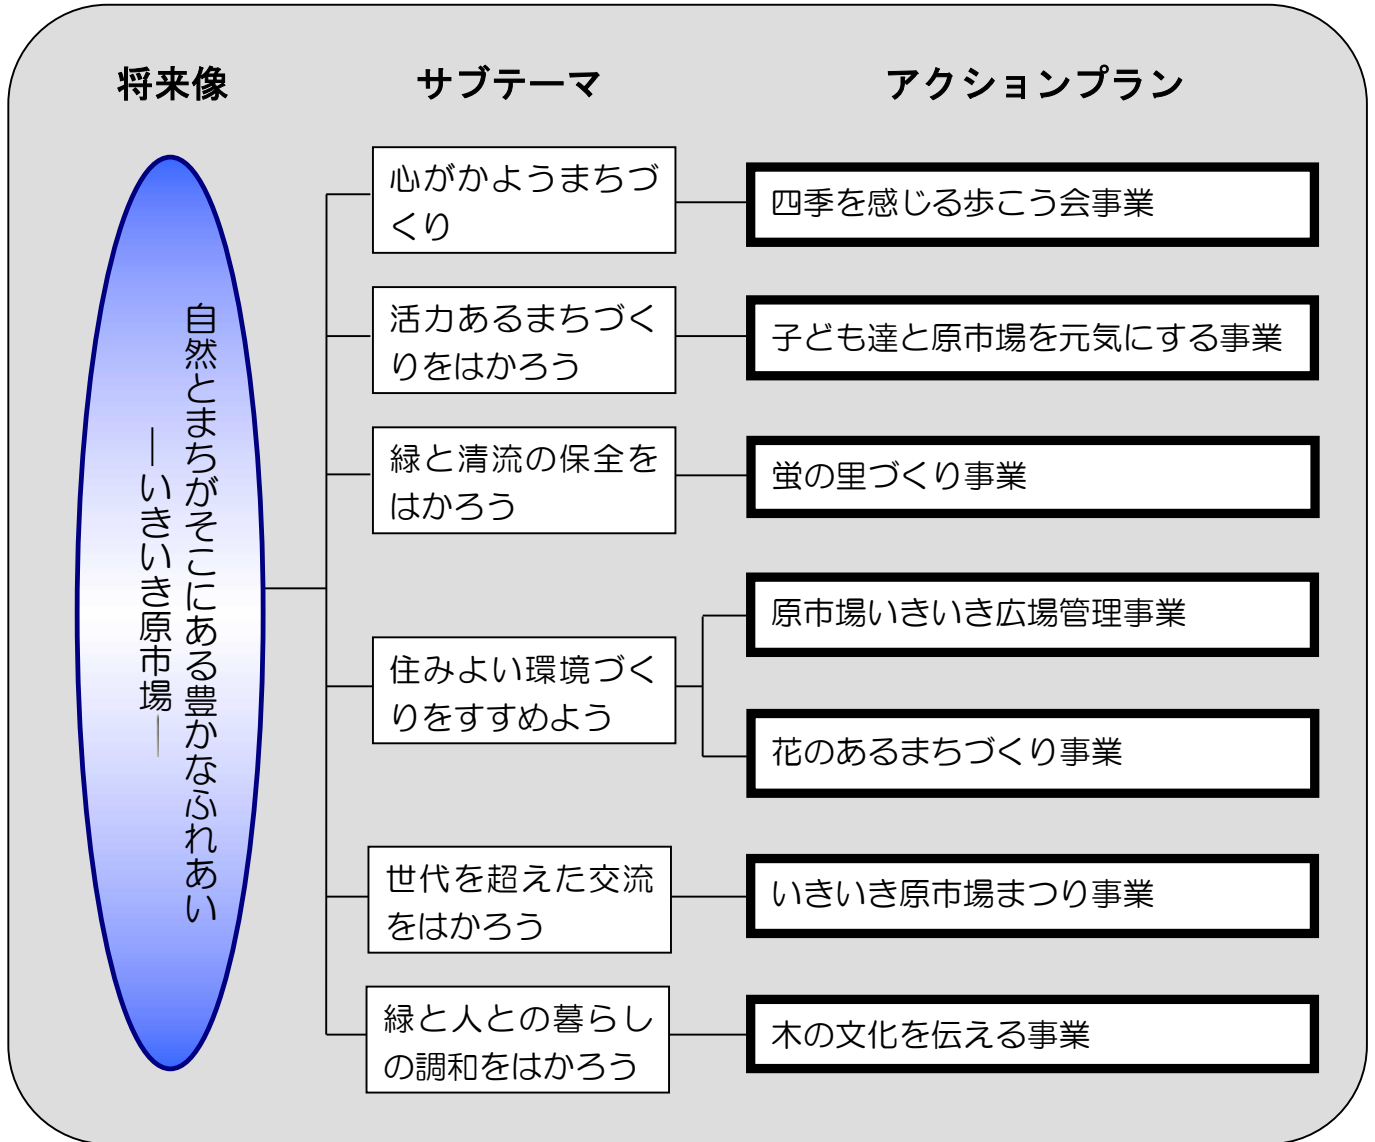 将来像
サブテーマ
アクションプラン
自然とまちがそこにある豊かなふれあい
―いきいき原市場―
心がかようまちづ
くり
四季を感じる歩こう会事業
活力あるまちづく
りをはかろう
子ども達と原市場を元気にする事業
緑と清流の保全を
はかろう
蛍の里づくり事業
住みよい環境づく
りをすすめよう
原市場いきいき広場管理事業
花のあるまちづくり事業
世代を超えた交流
をはかろう
いきいき原市場まつり事業
緑と人との暮らし
の調和をはかろう
木の文化を伝える事業